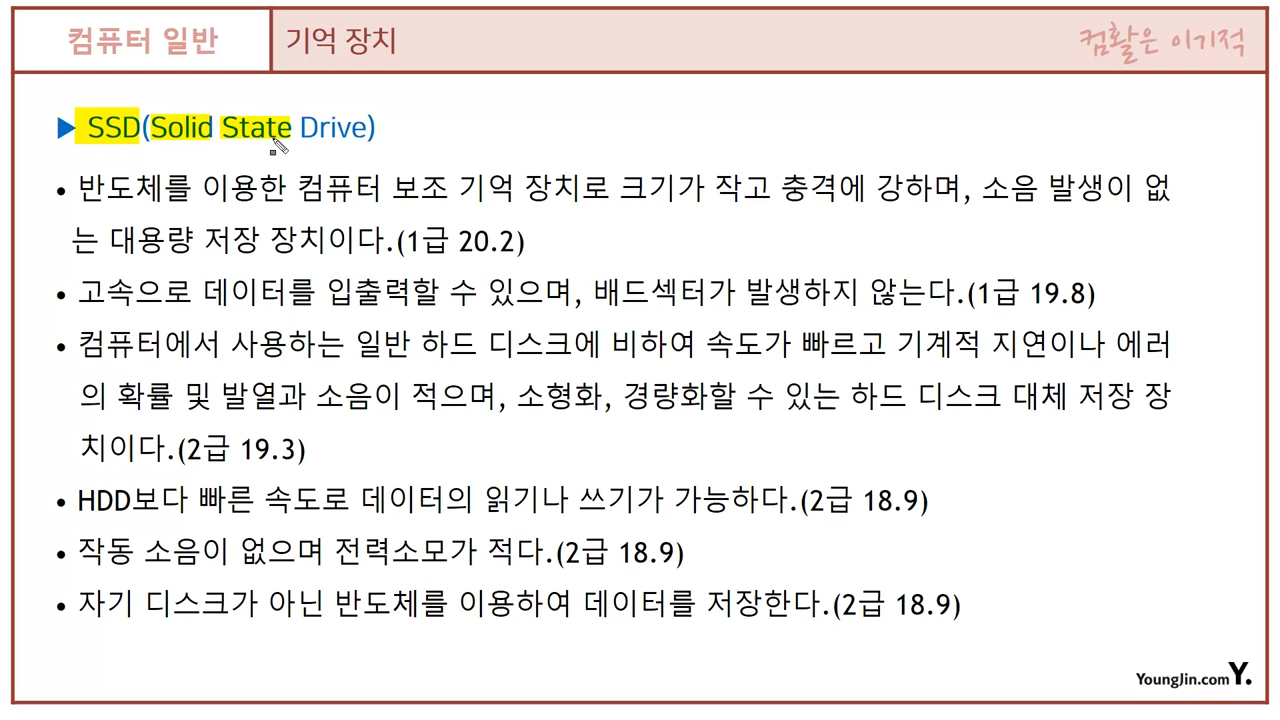 컴퓨터 일반
기억 장치
컴활은 이기적
▶ SSD(Solid State Drive)
• 반도체를 이용한 컴퓨터 보조 기억 장치로 크기가 작고 충격에 강하며, 소음 발생이 없
는 대용량 저장 장치이다.(1급 20.2)
• 고속으로 데이터를 입출력할 수 있으며, 배드섹터가 발생하지 않는다.(1급 19.8)
• 컴퓨터에서 사용하는 일반 하드 디스크에 비하여 속도가 빠르고 기계적 지연이나 에러
의 확률 및 발열과 소음이 적으며, 소형화, 경량화할 수 있는 하드 디스크 대체 저장 장
치이다.(2급 19.3)
• HDD보다 빠른 속도로 데이터의 읽기나 쓰기가 가능하다.(2급 18.9)
• 작동 소음이 없으며 전력소모가 적다.(2급 18.9)
• 자기 디스크가 아닌 반도체를 이용하여 데이터를 저장한다.(2급 18.9)
YoungJin.com Y.